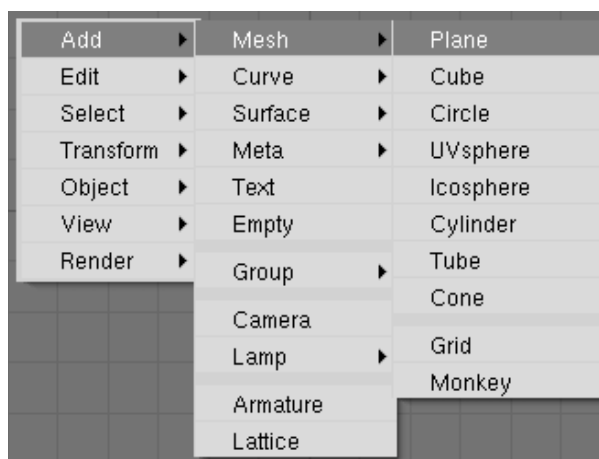 Add
Edit
Select
Transform
Object
View
Render
Mesh
Curve
Surface
Meta
Text
Empty
Group
Camera
Lamp
Armature
Lattice
Plane
Cube
Circle
UVsphere
Icosphere
Cylinder
Tube
Cone
Grid
Monkey